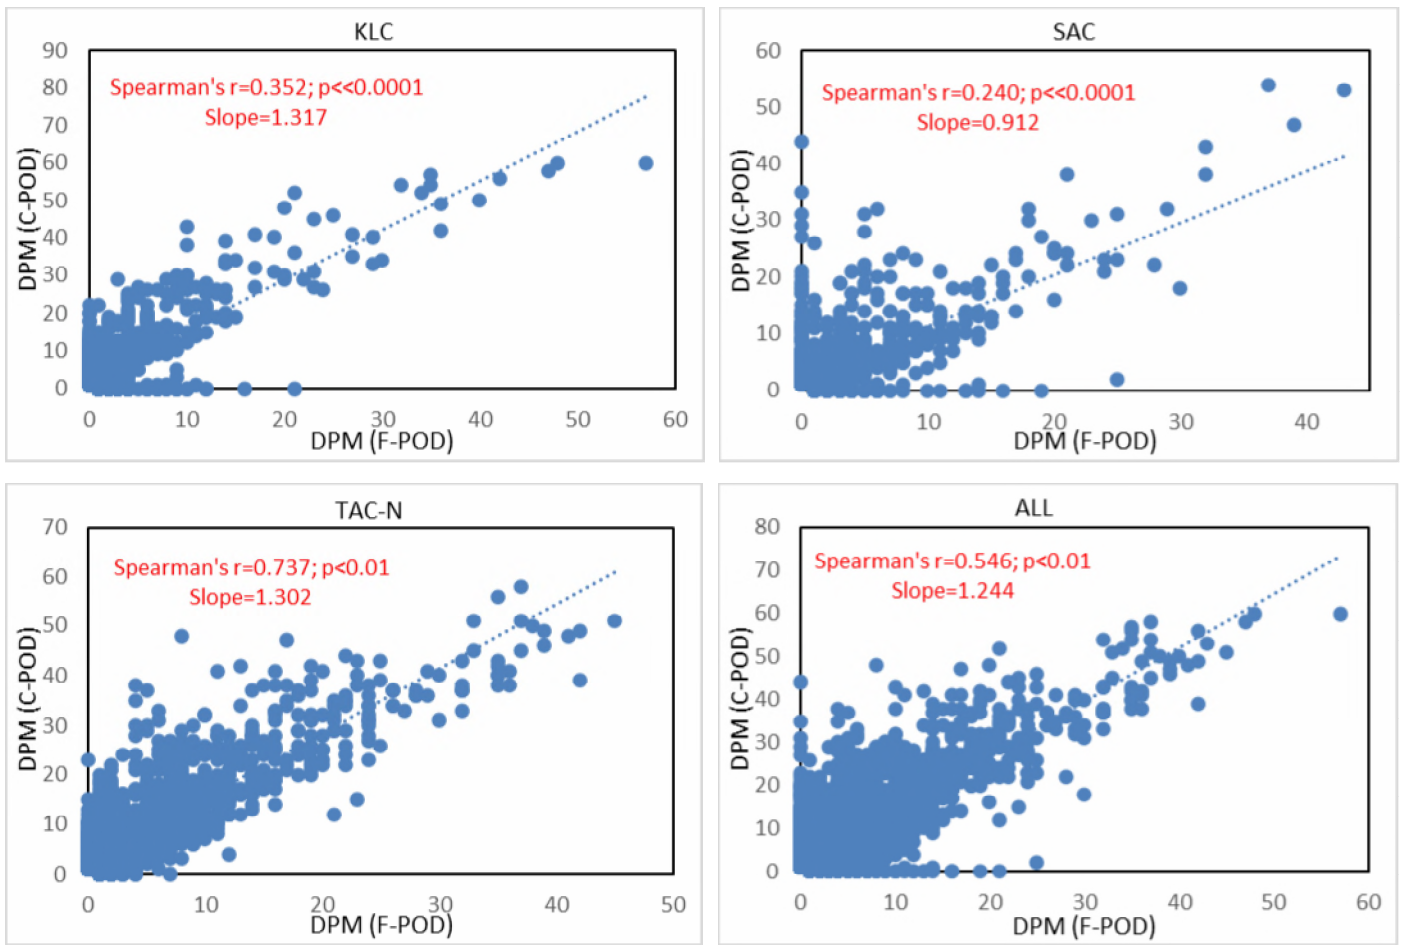 KLC
90
80
70
60
50
40
30
20
10
0
DPM (C-POD)
Spearman's r=0.352; p<<0.0001
Slope=1.317
0 10 20 30 40 50 60
DPM (F-POD)
SAC
60
50
40
30
20
10
0
DPM (C-POD)
Spearman's r=0.240; p<<0.0001
Slope=0.912
0 10 20 30 40
DPM (F-POD)
TAC-N
70
60
50
40
30
20
10
0
DPM (C-POD)
Spearman's r=0.737; p<0.01
Slope=1.302
0 10 20 30 40 50
DPM (F-POD)
ALL
80
70
60
50
40
30
20
10
0
DPM (C-POD)
Spearman's r=0.546; p<0.01
Slope=1.244
0 10 20 30 40 50 60
DPM (F-POD)